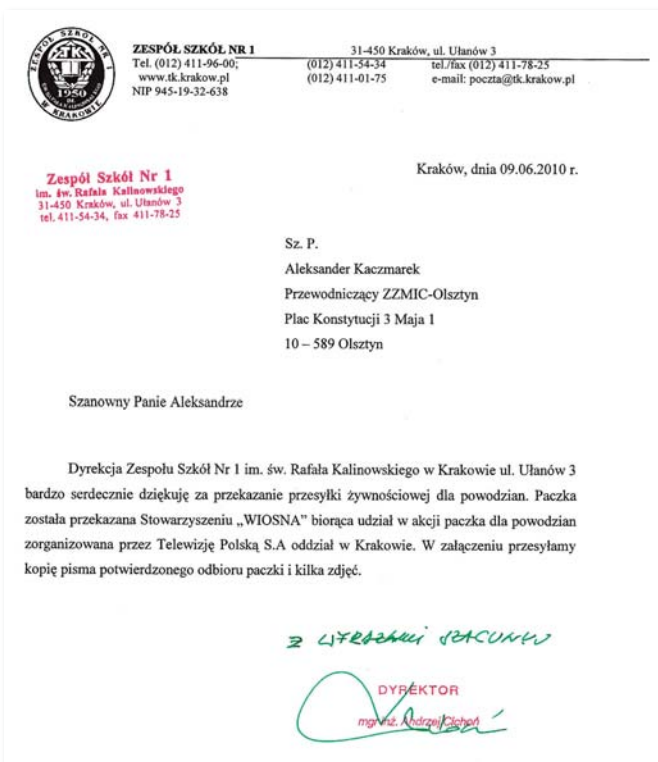 ZESPÓŁ SZKÓŁ NR 1
W KRAKOWIE
TK
1950
ZESPÓŁ SZKÓŁ NR 1 31-450 Kraków, ul. Ułanów 3
Tel. (012) 411-96-00; (012) 411-54-34 tel./fax (012) 411-78-25
www.tk.krakow.pl (012) 411-01-75 e-mail: poczta@tk.krakow.pl
NIP 945-19-32-638
Zespół Szkół Nr 1
im. św. Rafała Kalinowskiego
31-450 Kraków, ul. Ułanów 3
tel. 411-54-34, fax 411-78-25
Kraków, dnia 09.06.2010 r.
Sz. P.
Aleksander Kaczmarek
Przewodniczący ZZMIC-Olsztyn
Plac Konstytucji 3 Maja 1
10 – 589 Olsztyn
Szanowny Panie Aleksandrze
Dyrekcja Zespołu Szkół Nr 1 im. św. Rafała Kalinowskiego w Krakowie ul. Ułanów 3
bardzo serdecznie dziękuję za przekazanie przesyłki żywnościowej dla powodzian. Paczka
została przekazana Stowarzyszeniu „WIOSNA” biorąca udział w akcji paczka dla powodzian
zorganizowana przez Telewizję Polską S.A oddział w Krakowie. W załączeniu przesyłamy
kopię pisma potwierdzonego odbioru paczki i kilka zdjęć.
Z WYRAZAMI SZACUNKU
DYREKTOR
mgr inż. Andrzej Cichoń